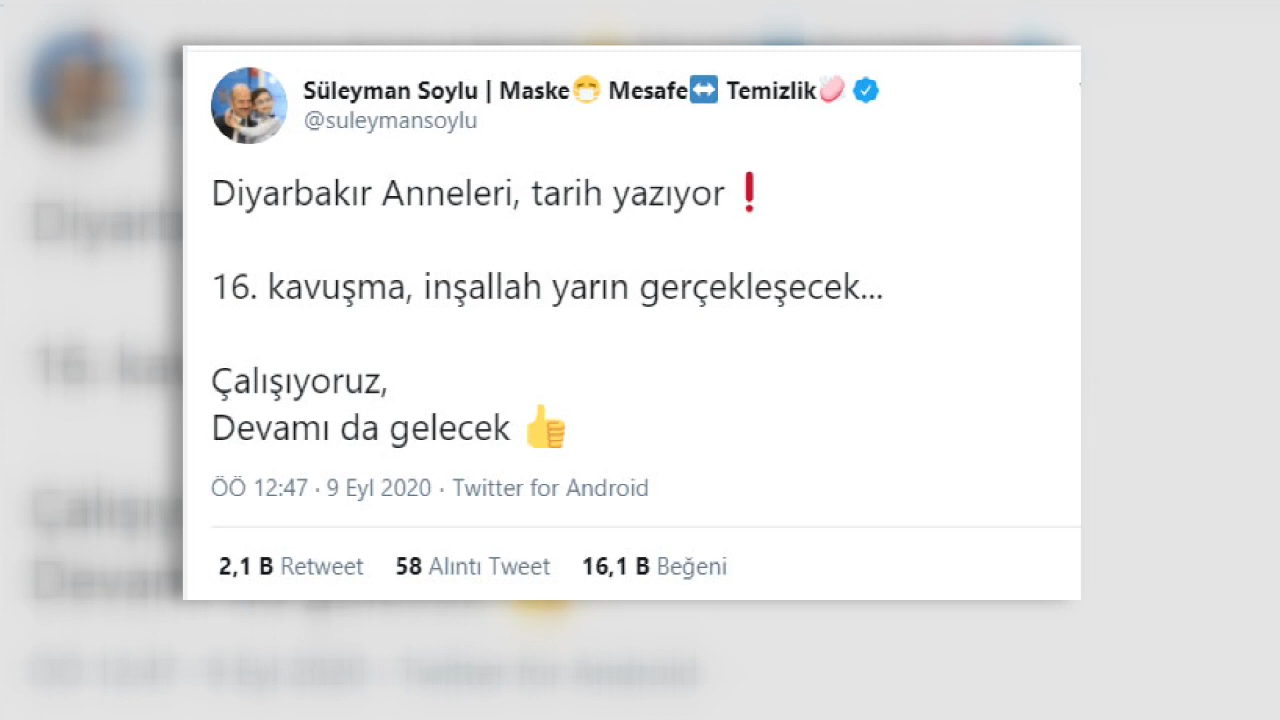 Süleyman Soylu | Maske😷 Mesafe↔️ Temizlik🧼
@suleymansoylu
Diyarbakır Anneleri, tarih yazıyor❗
16. kavuşma, inşallah yarın gerçekleşecek...
Çalışıyoruz,
Devamı da gelecek 👍
ÖÖ 12:47 · 9 Eyl 2020 · Twitter for Android
2,1 B Retweet 58 Alıntı Tweet 16,1 B Beğeni